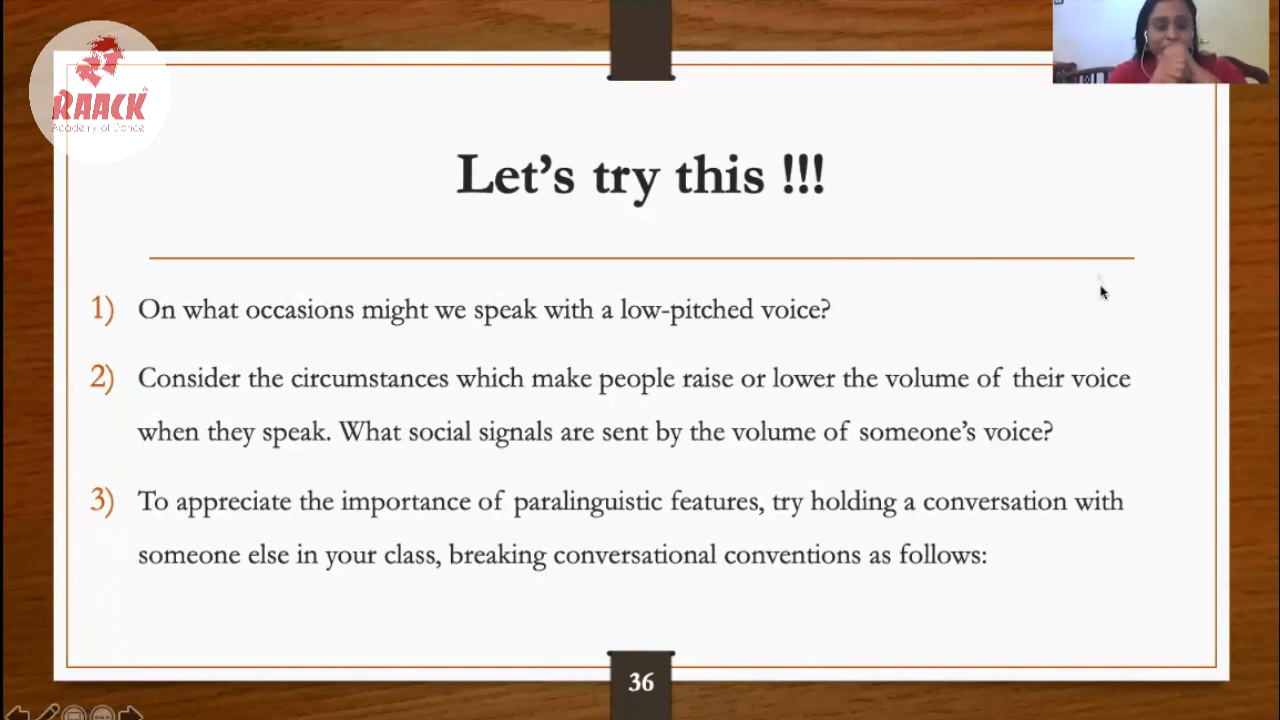 RAACK
Academy of Dance
Let's try this !!!
1) On what occasions might we speak with a low-pitched voice?
2) Consider the circumstances which make people raise or lower the volume of their voice
when they speak. What social signals are sent by the volume of someone's voice?
3) To appreciate the importance of paralinguistic features, try holding a conversation with
someone else in your class, breaking conversational conventions as follows:
36